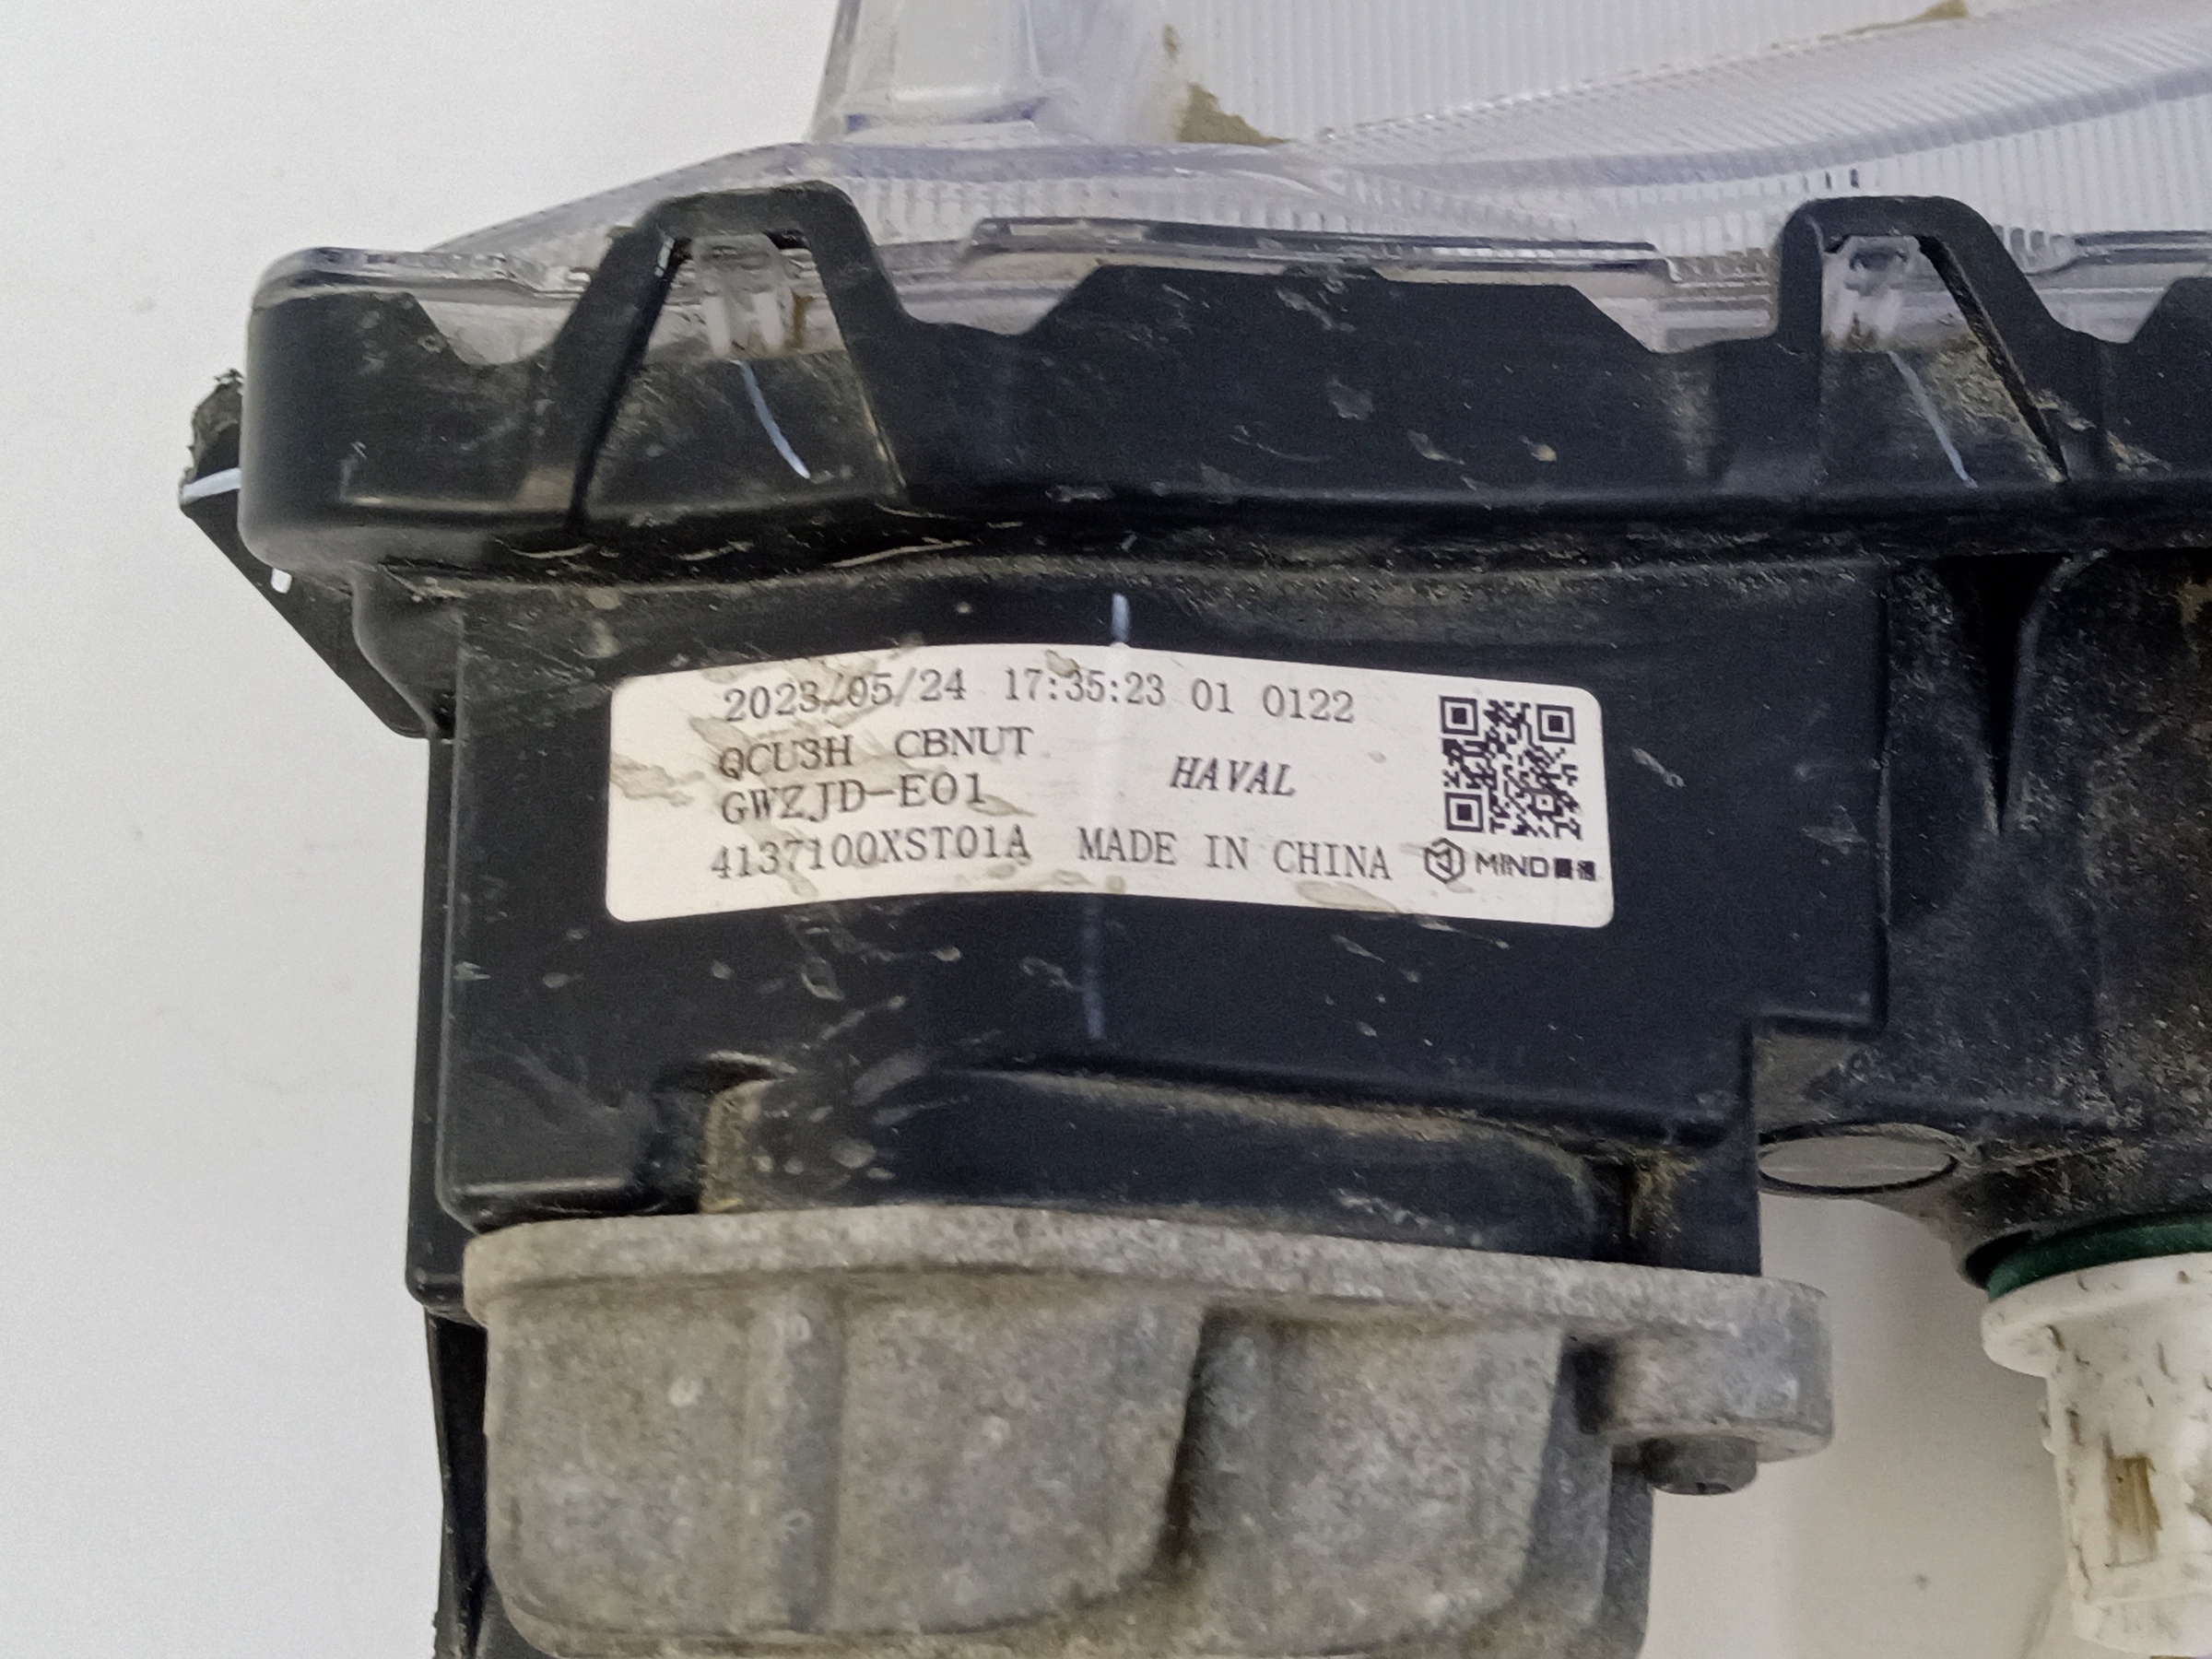 2023/05/24 17:35:23 01 0122
QCU3H CBNUT
HAVAL
GWZJD-E01
4137100XST01A MADE IN CHINA MIND